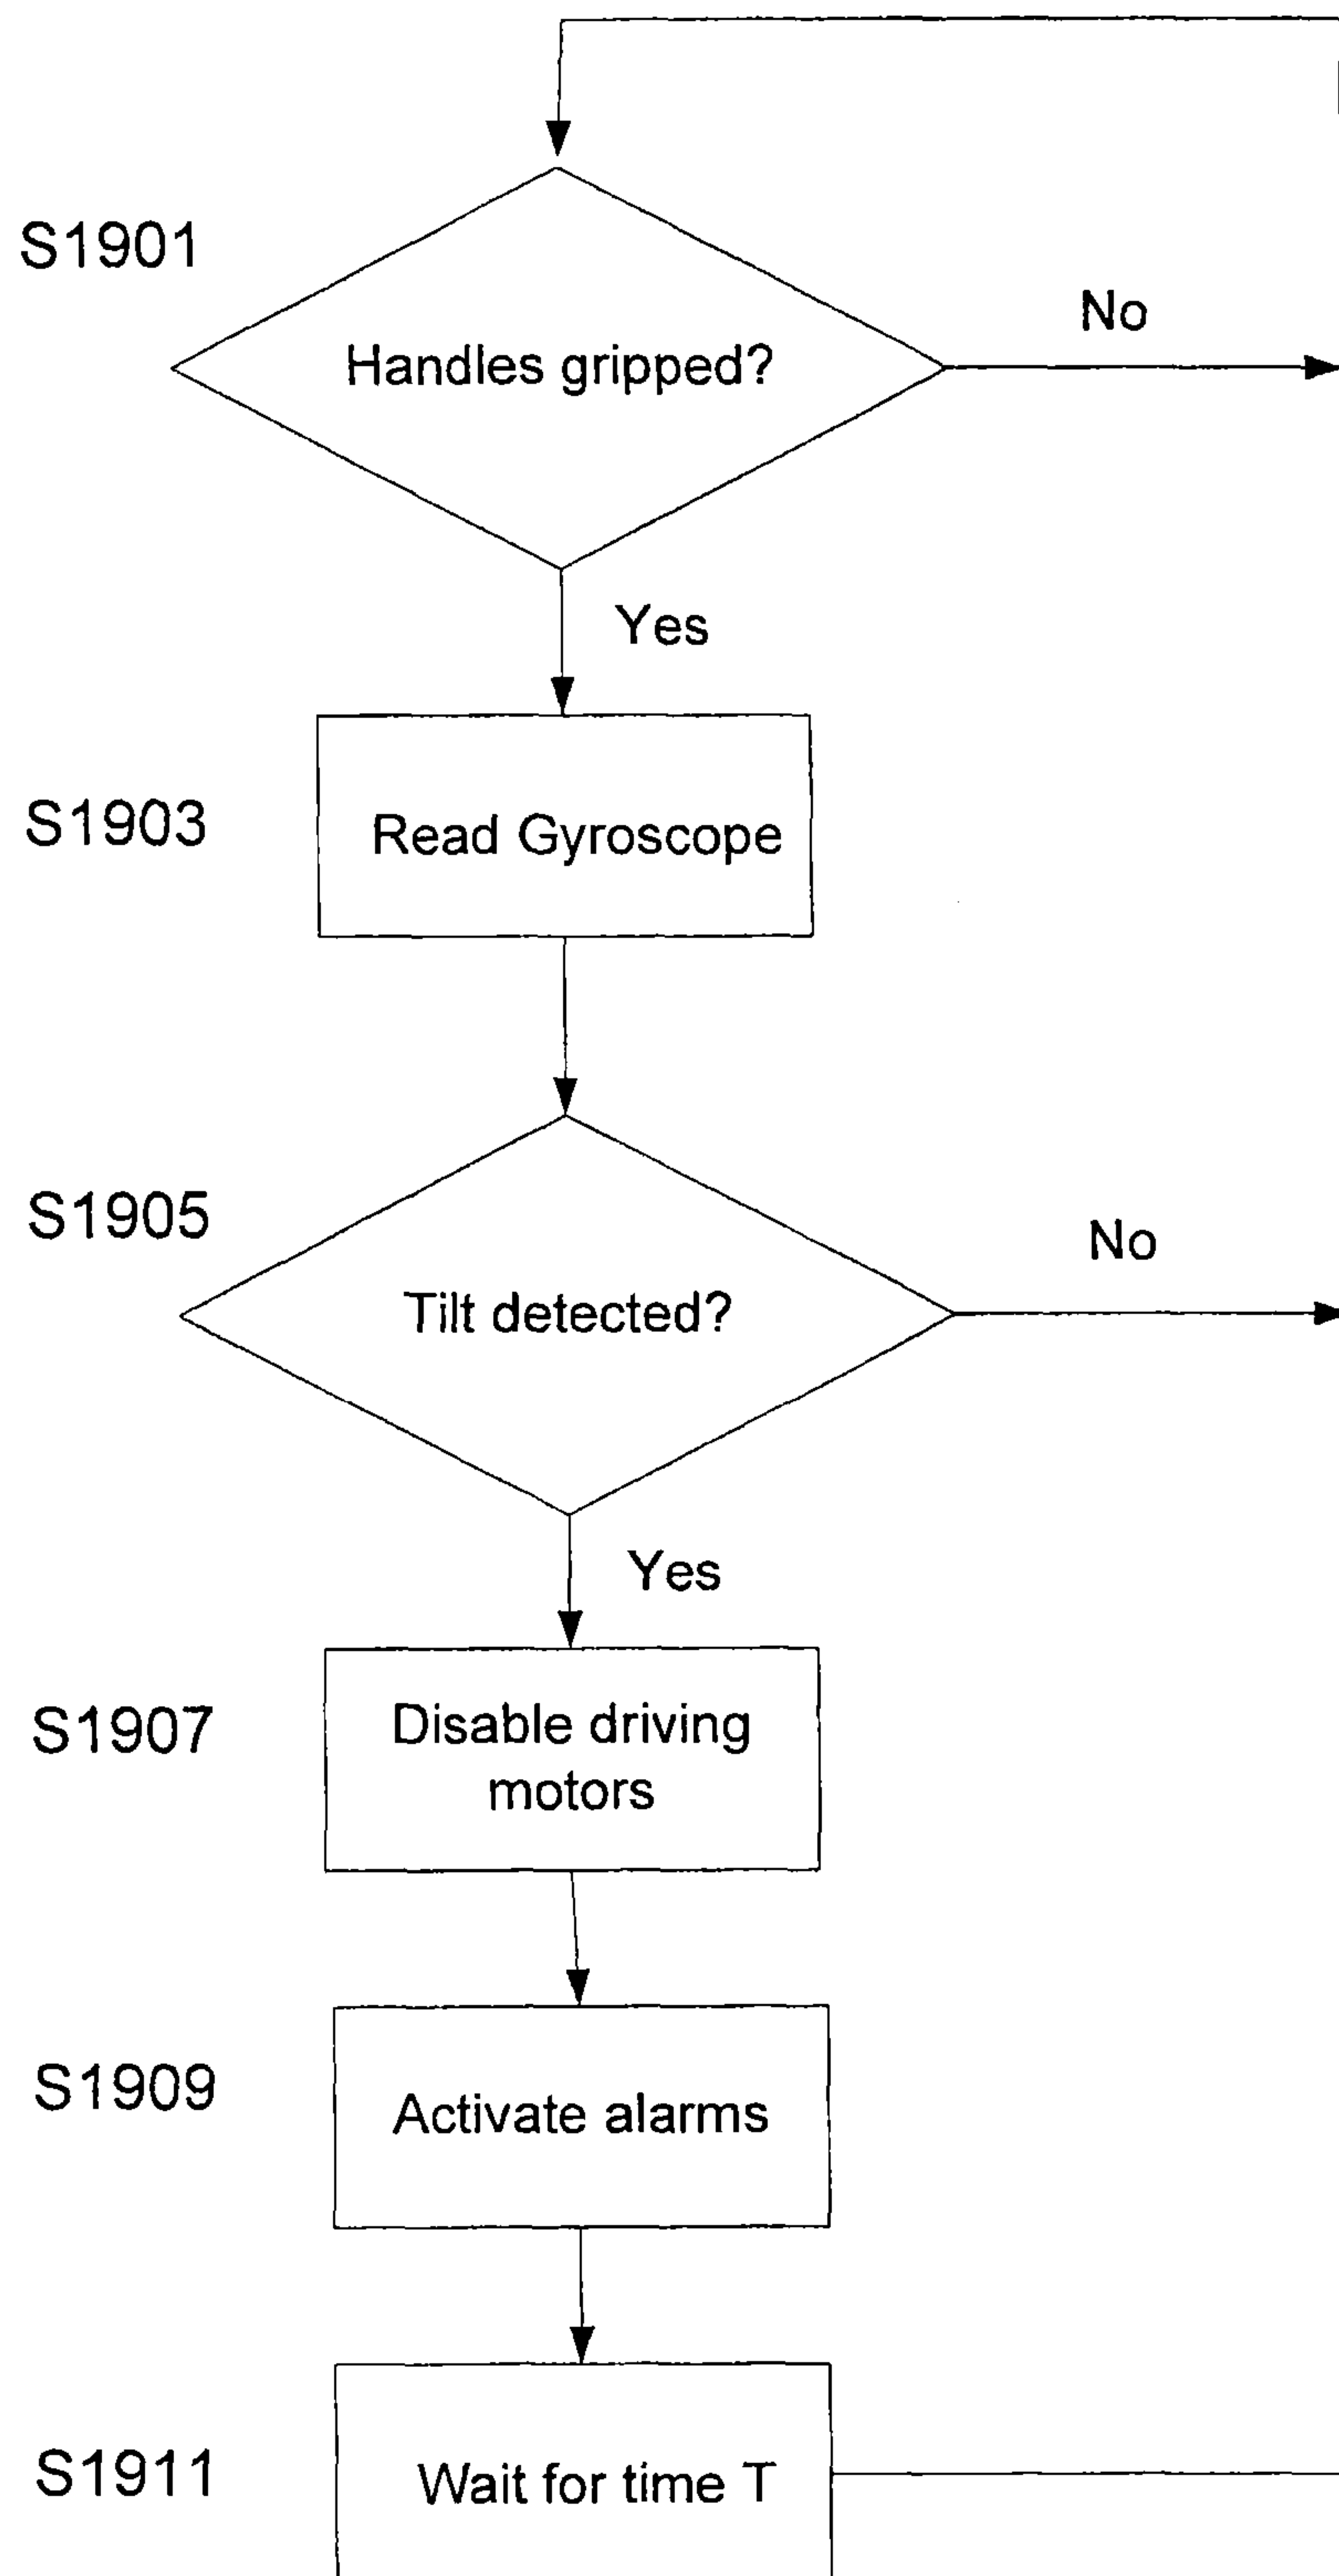 S1901
Handles gripped?
No
Yes
S1903
Read Gyroscope
S1905
Tilt detected?
No
Yes
S1907
Disable driving
motors
S1909
Activate alarms
S1911
Wait for time T